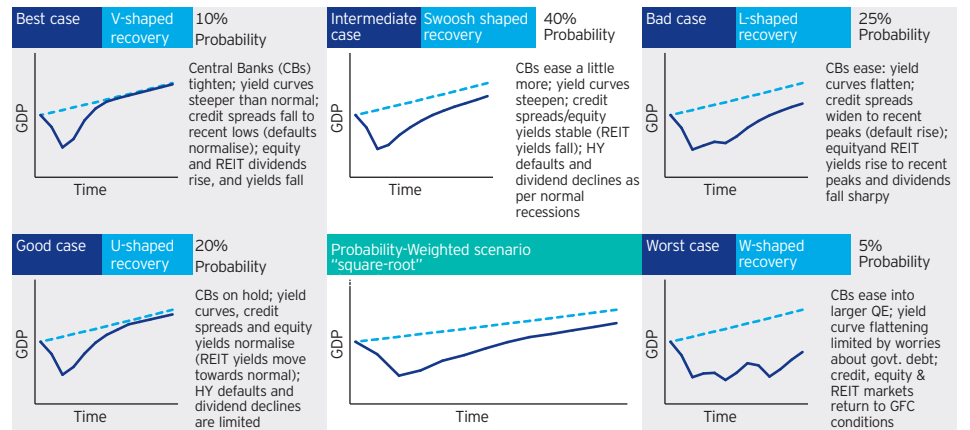 Best case
V-shaped
recovery
10%
Probability
Central Banks (CBs)
tighten; yield curves
steeper than normal;
credit spreads fall to
recent lows (defaults
normalise); equity
and REIT dividends
rise, and yields fall
GDP
Time
Intermediate
case
Swoosh shaped
recovery
40%
Probability
CBs ease a little
more; yield curves
steepen; credit
spreads/equity
yields stable (REIT
yields fall); HY
defaults and
dividend declines as
per normal
recessions
GDP
Time
Bad case
L-shaped
recovery
25%
Probability
CBs ease: yield
curves flatten;
credit spreads
widen to recent
peaks (default rise);
equityand REIT
yields rise to recent
peaks and dividends
fall sharpy
GDP
Time
Good case
U-shaped
recovery
20%
Probability
CBs on hold; yield
curves, credit
spreads and equity
yields normalise
(REIT yields move
towards normal);
HY defaults and
dividend declines
are limited
GDP
Time
Probability-Weighted scenario
“square-root”
GDP
Time
Worst case
W-shaped
recovery
5%
Probability
CBs ease into
larger QE; yield
curve flattening
limited by worries
about govt. debt;
credit, equity &
REIT markets
return to GFC
conditions
GDP
Time